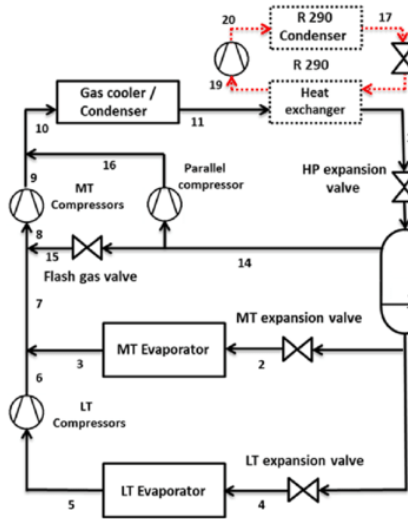 20
R 290
Condenser
17
R 290
19
Heat
exchanger
Gas cooler /
Condenser
10
11
16
9
MT
Compressors
Parallel
compressor
HP expansion
valve
8
15
Flash gas valve
14
7
MT expansion valve
MT Evaporator
3
2
6
LT
Compressors
LT expansion valve
LT Evaporator
5
4